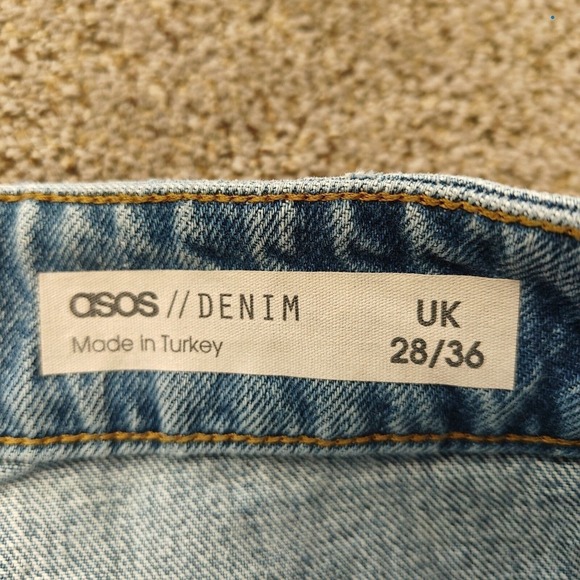 asos // DENIM
Made in Turkey
UK
28/36